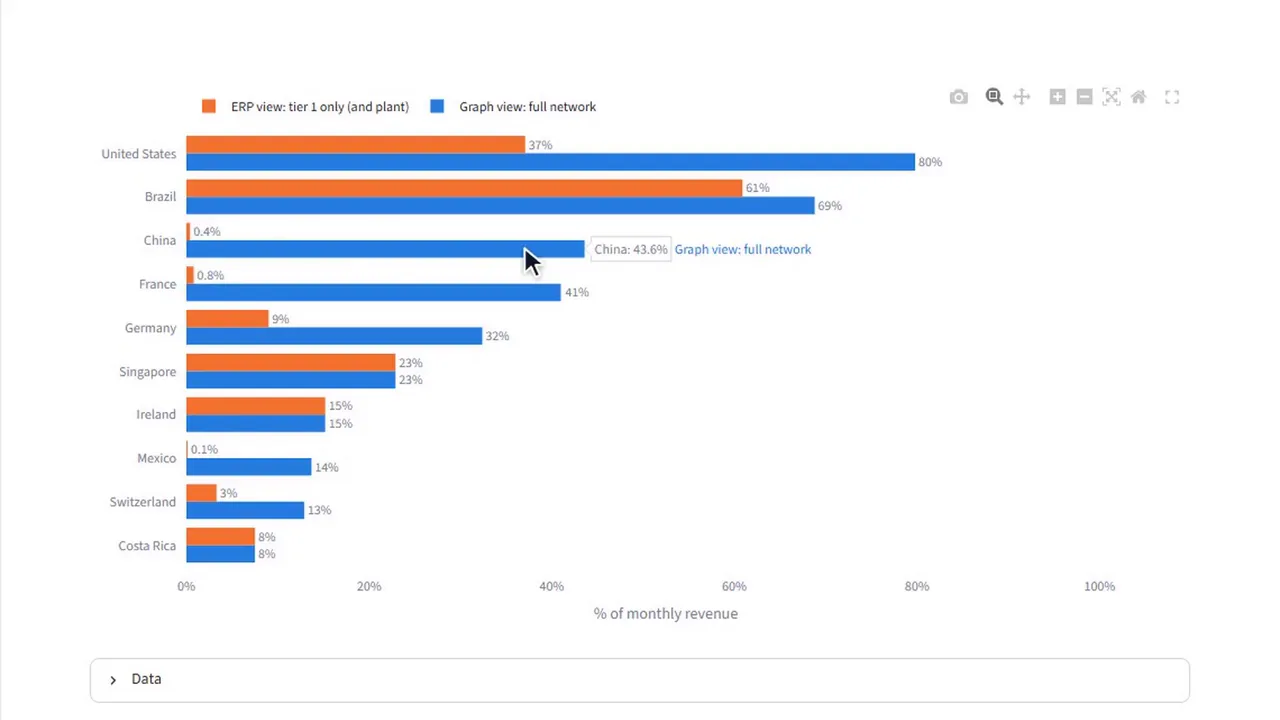 ERP view: tier 1 only (and plant) Graph view: full network
United States 37% 80%
Brazil 61% 69%
China 0.4% China: 43.6% Graph view: full network
France 0.8% 41%
Germany 9% 32%
Singapore 23% 23%
Ireland 15% 15%
Mexico 0.1% 14%
Switzerland 3% 13%
Costa Rica 8% 8%
0% 20% 40% 60% 80% 100%
% of monthly revenue
Data